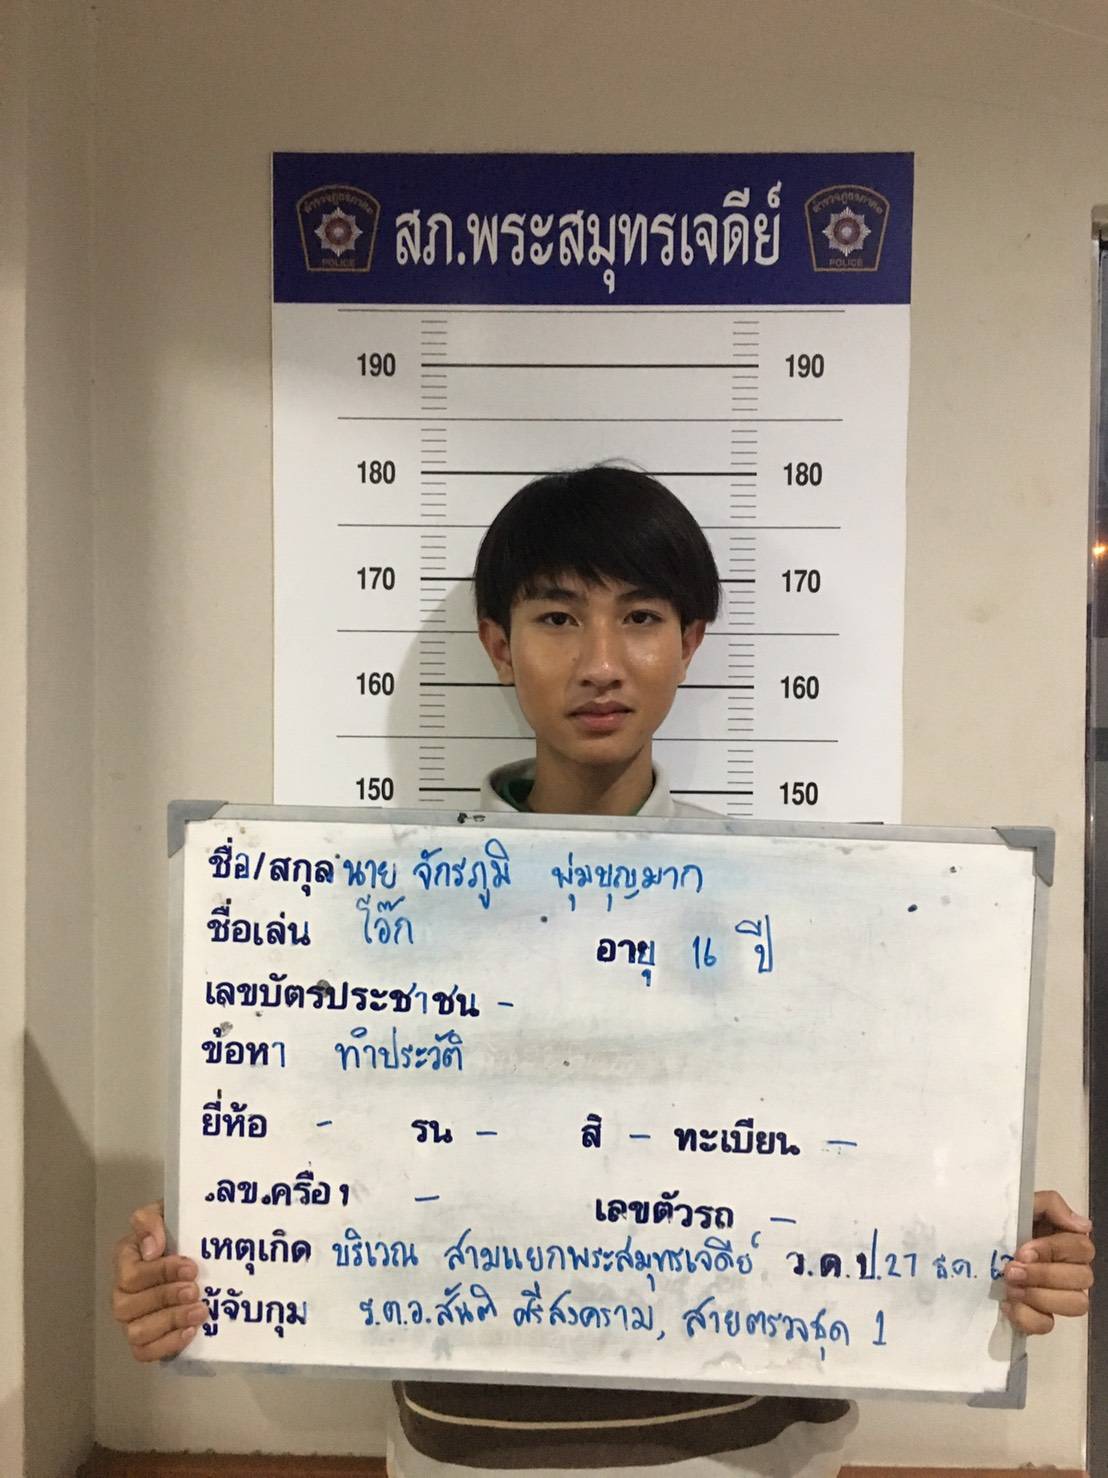 สภ.พระสมุทรเจดีย์
POLICE POLICE
190 190
180 180
170 170
160 160
150 150
ชื่อ/สกุล นาย จักรภูมิ พุ่มบุญมาก
ชื่อเล่น โอ๊ก อายุ 16 ปี
เลขบัตรประชาชน -
ข้อหา ทำประวัติ
ยี่ห้อ - รน - สี - ทะเบียน -
.ลข.ครื่อง - เลขตัวรถ -
เหตุเกิด บริเวณ สามแยกพระสมุทรเจดีย์ ว.ด.ป.27 ธ.ค.
ผู้จับกุม ร.ต.อ.สันติ ศรีสงคราม, สายตรวจชุด 1